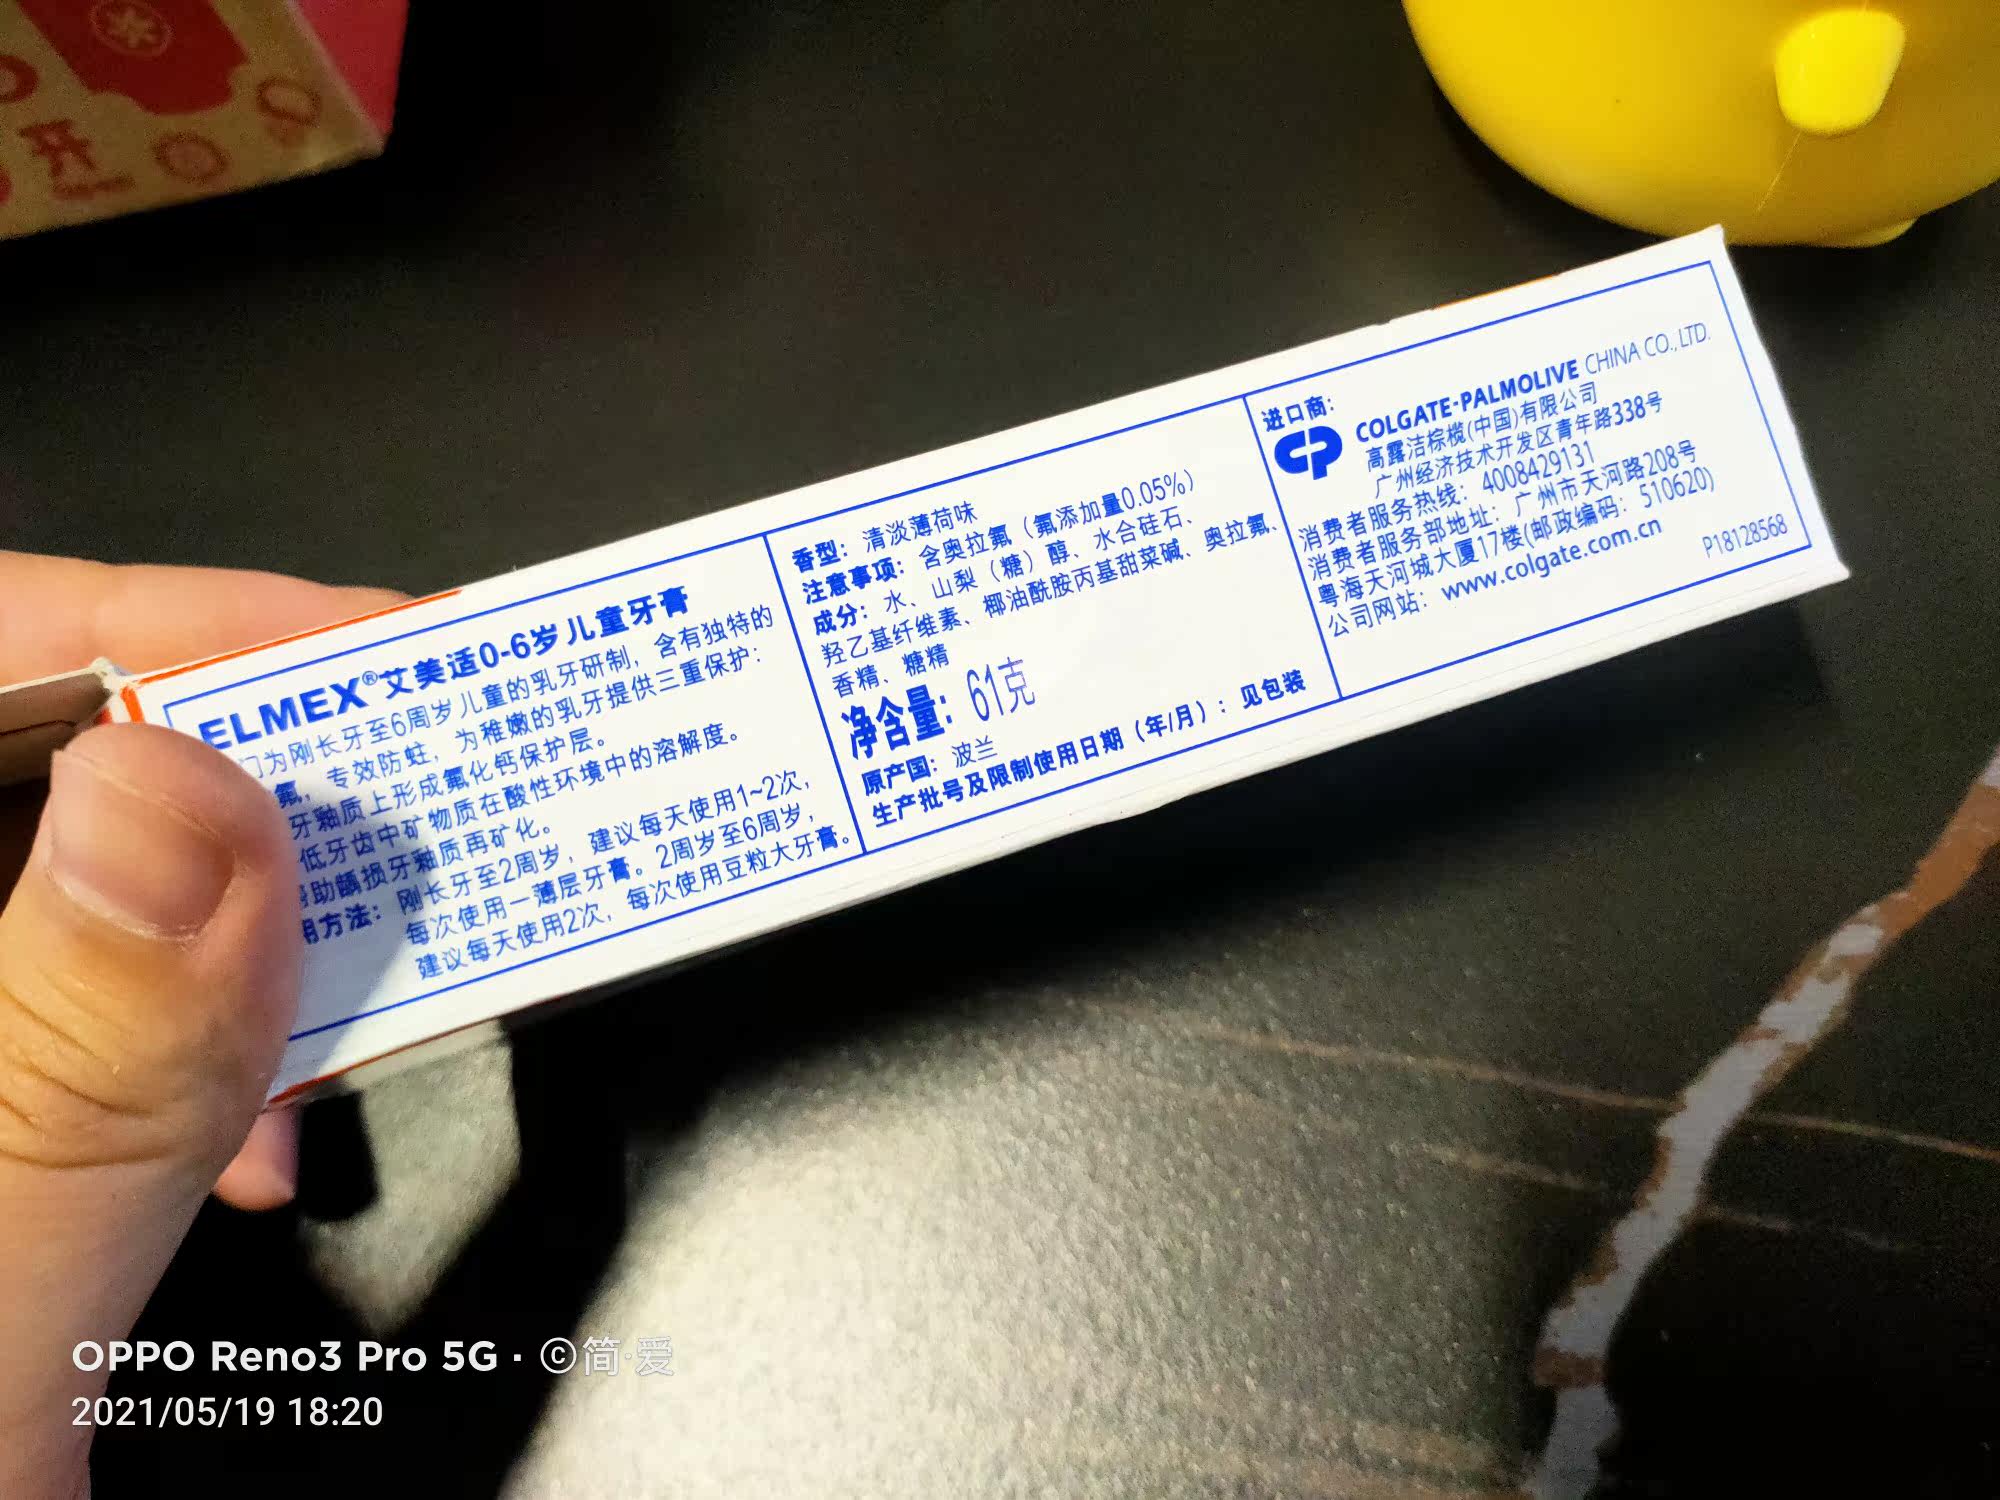 ELMEX®艾美适0-6岁儿童牙膏
门为刚长牙至6周岁儿童的乳牙研制，含有独特的
氟，专效防蛀，为稚嫩的乳牙提供三重保护：
牙釉质上形成氟化钙保护层。
低牙齿中矿物质在酸性环境中的溶解度。
帮助龋损牙釉质再矿化。
用方法：刚长牙至2周岁，建议每天使用1~2次，
每次使用一薄层牙膏。2周岁至6周岁，
建议每天使用2次，每次使用豆粒大牙膏。
香型：清淡薄荷味
注意事项：含奥拉氟（氟添加量0.05%）
成分：水、山梨（糖）醇、水合硅石、
羟乙基纤维素、椰油酰胺丙基甜菜碱、奥拉氟、
香精、糖精
净含量：61克
原产国：波兰
生产批号及限制使用日期（年/月）：见包装
进口商：
CP
COLGATE-PALMOLIVE CHINA CO.,LTD.
高露洁棕榄(中国)有限公司
广州经济技术开发区青年路338号
消费者服务热线：4008429131
消费者服务部地址：广州市天河路208号
粤海天河城大厦17楼(邮政编码：510620)
公司网站：www.colgate.com.cn
P18128568
OPPO Reno3 Pro 5G · ©简·爱
2021/05/19 18:20